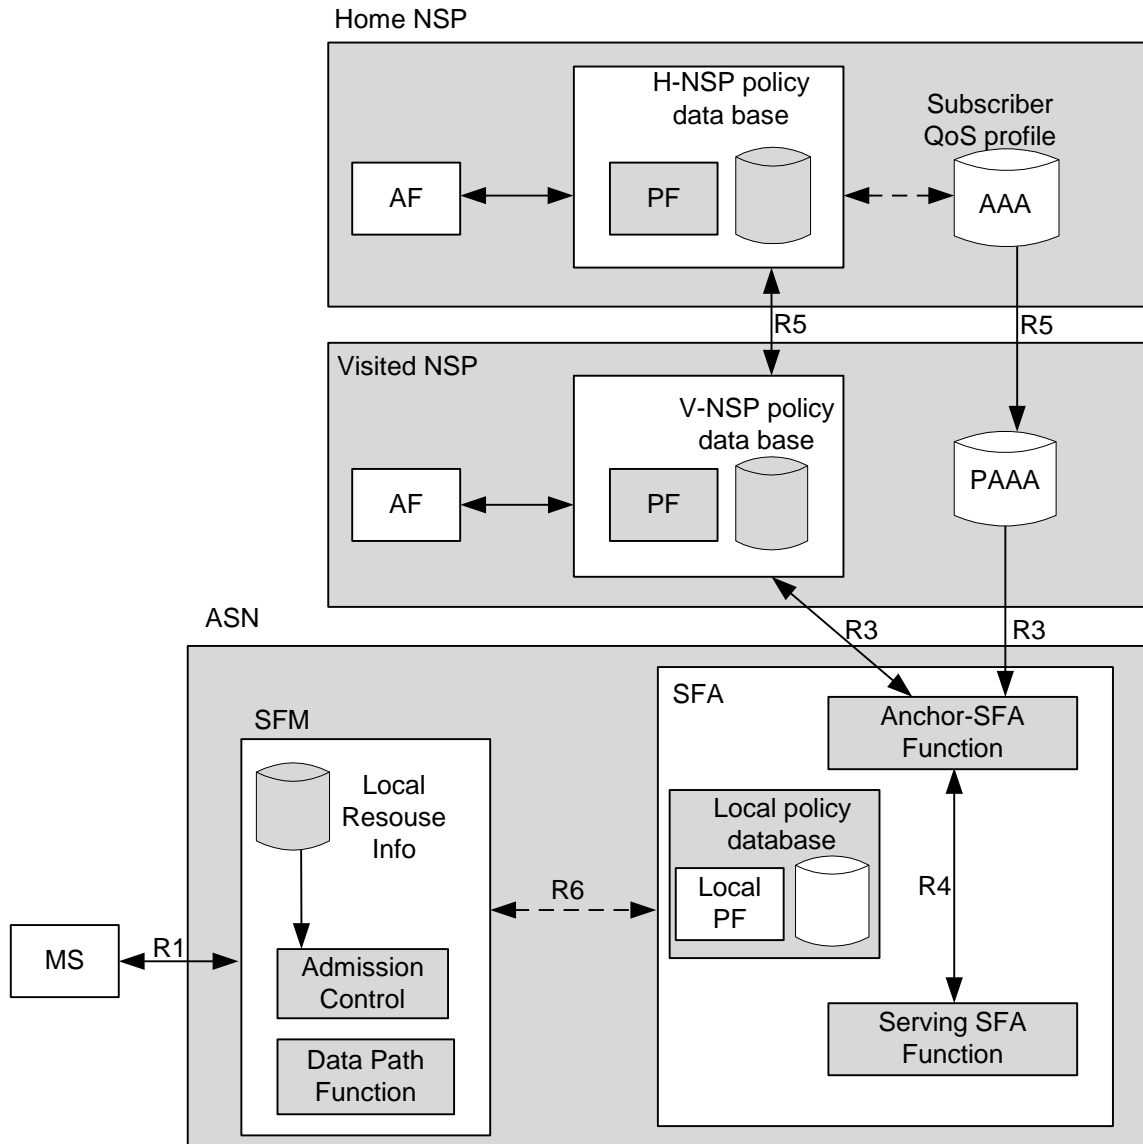 Home NSP
H-NSP policy
data base
Subscriber
QoS profile
AF
PF
AAA
R5
R5
Visited NSP
V-NSP policy
data base
AF
PF
PAAA
ASN
R3
R3
SFM
SFA
Anchor-SFA
Function
Local
Resouse
Info
Local policy
database
Local
PF
R6
R4
MS
R1
Admission
Control
Serving SFA
Function
Data Path
Function